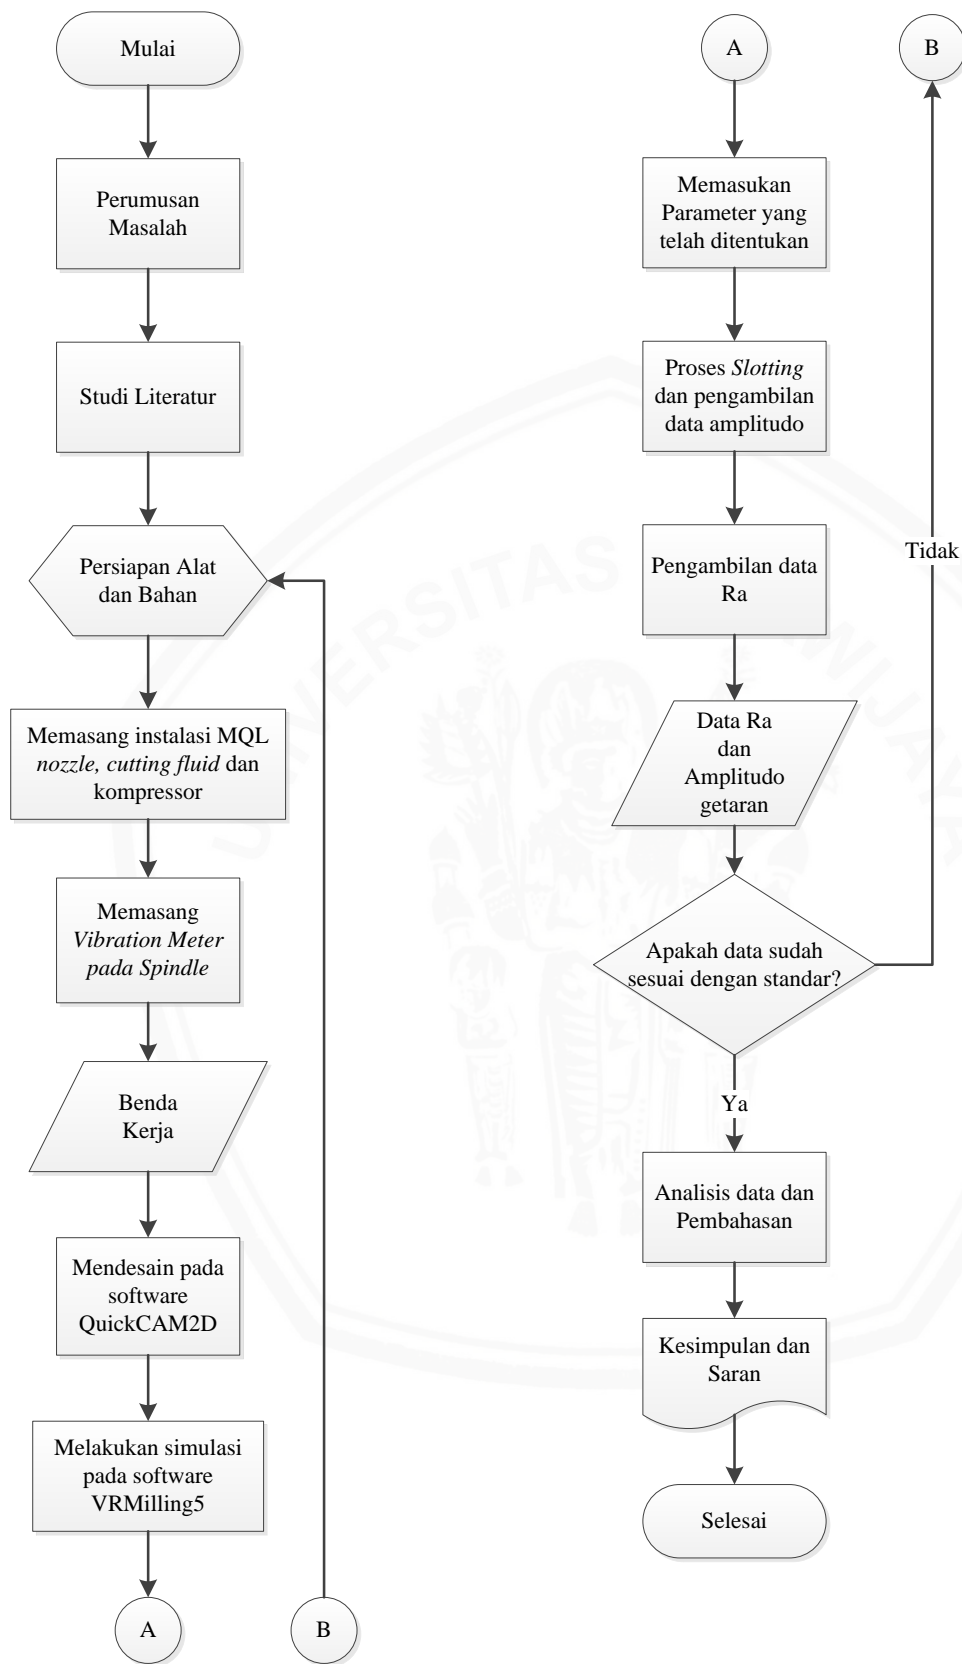 Mulai
Perumusan
Masalah
Studi Literatur
Persiapan Alat
dan Bahan
Memasang instalasi MQL
nozzle, cutting fluid dan
kompressor
Memasang
Vibration Meter
pada Spindle
Benda
Kerja
Mendesain pada
software
QuickCAM2D
Melakukan simulasi
pada software
VRMilling5
A
B
A
Memasukan
Parameter yang
telah ditentukan
Proses Slotting
dan pengambilan
data amplitudo
Pengambilan data
Ra
Data Ra
dan
Amplitudo
getaran
Apakah data sudah
sesuai dengan standar?
Ya
Analisis data dan
Pembahasan
Kesimpulan dan
Saran
Selesai
B
Tidak
UNIVERSITAS
WIJAYA